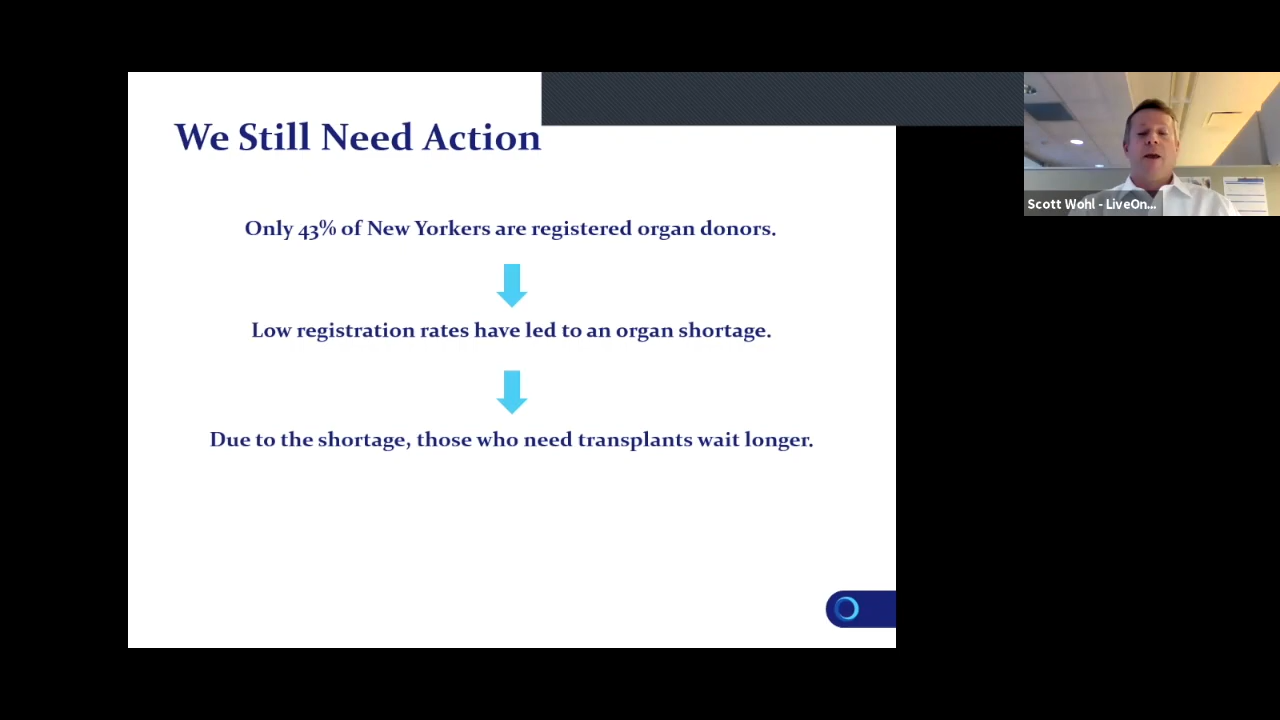 We Still Need Action
Only 43% of New Yorkers are registered organ donors.
Low registration rates have led to an organ shortage.
Due to the shortage, those who need transplants wait longer.
Scott Wohl - LiveOn...